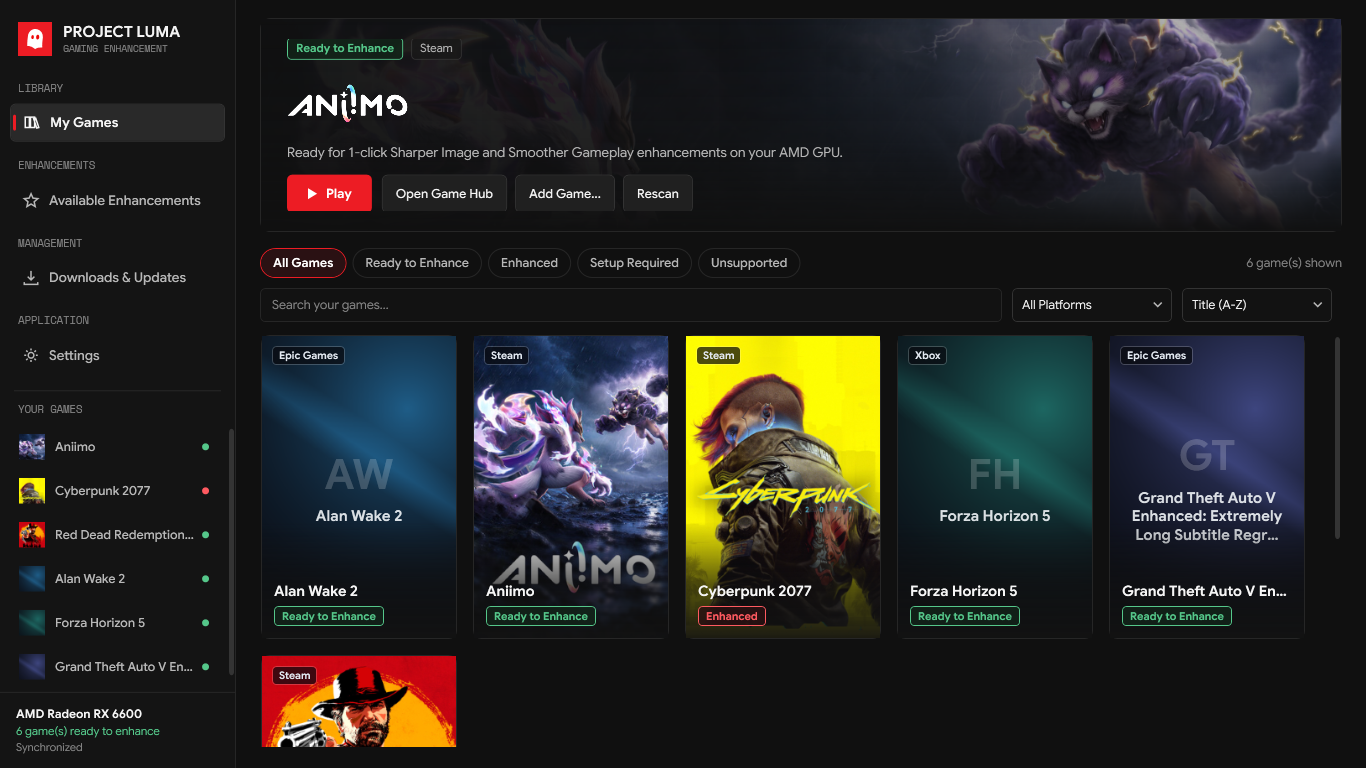 PROJECT LUMA
GAMING ENHANCEMENT
LIBRARY
My Games
ENHANCEMENTS
Available Enhancements
MANAGEMENT
Downloads & Updates
APPLICATION
Settings
YOUR GAMES
Aniimo
Cyberpunk 2077
Red Dead Redemption...
Alan Wake 2
Forza Horizon 5
Grand Theft Auto V En...
AMD Radeon RX 6600
6 game(s) ready to enhance
Synchronized
Ready to Enhance
Steam
ANiiMO
Ready for 1-click Sharper Image and Smoother Gameplay enhancements on your AMD GPU.
Play
Open Game Hub
Add Game...
Rescan
All Games
Ready to Enhance
Enhanced
Setup Required
Unsupported
6 game(s) shown
Search your games...
All Platforms
Title (A-Z)
Epic Games
AW
Alan Wake 2
Alan Wake 2
Ready to Enhance
Steam
ANiiMO
Aniimo
Ready to Enhance
Steam
Cyberpunk
2077
Cyberpunk 2077
Enhanced
Xbox
FH
Forza Horizon 5
Forza Horizon 5
Ready to Enhance
Epic Games
GT
Grand Theft Auto V
Enhanced: Extremely
Long Subtitle Regr...
Grand Theft Auto V En...
Ready to Enhance
Steam